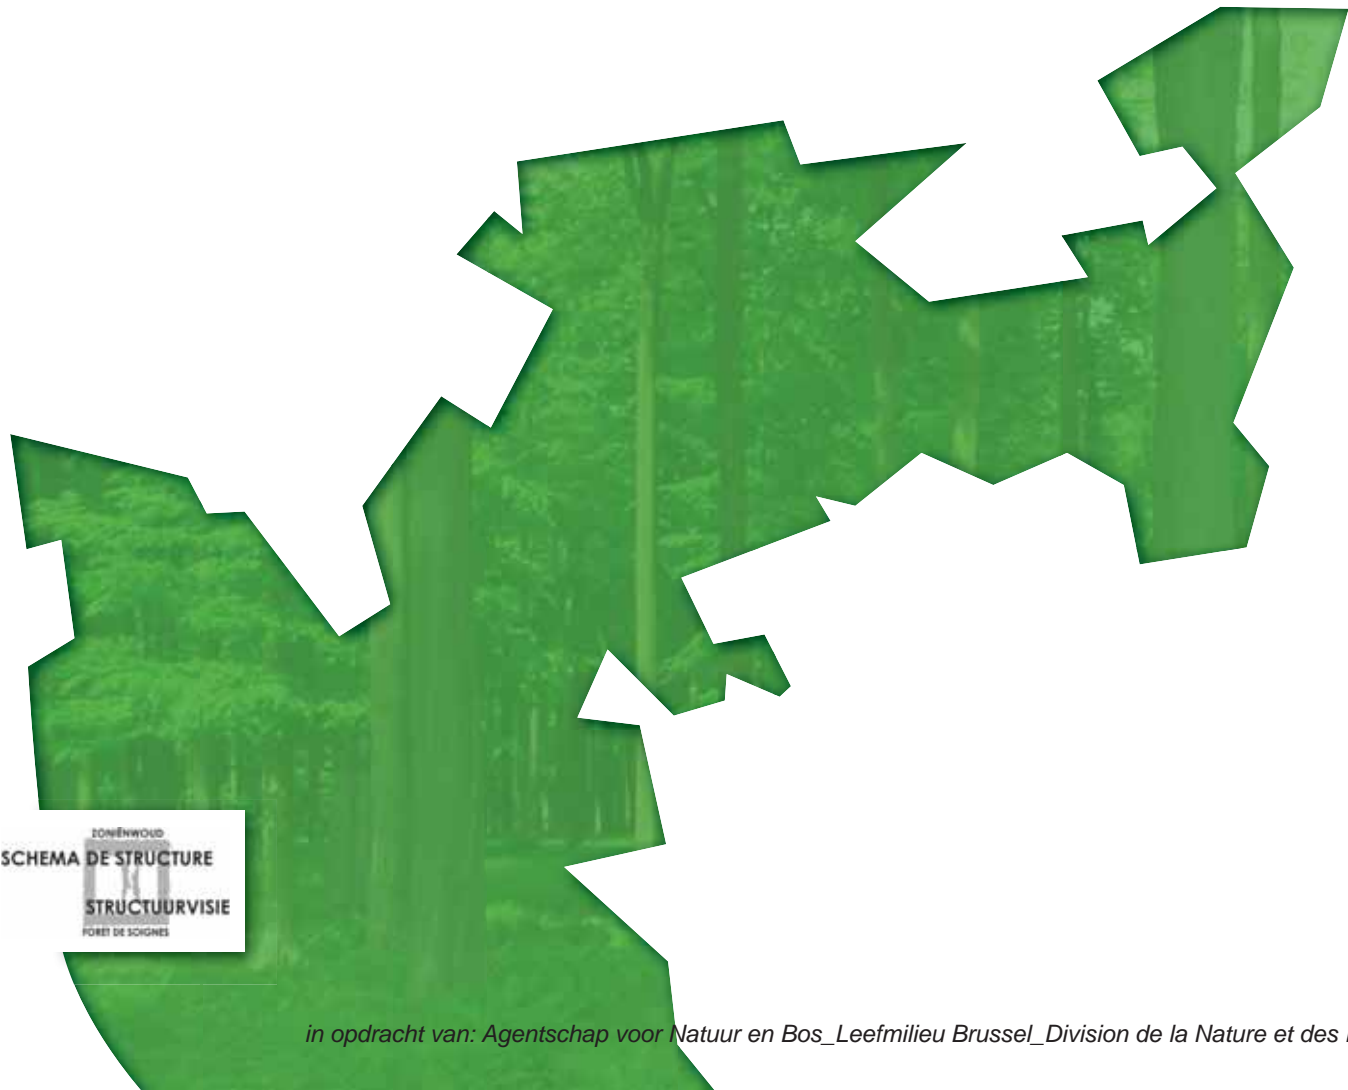 ZONIËNWOUD
SCHEMA DE STRUCTURE
STRUCTUURVISIE
FORÊT DE SOIGNES
in opdracht van: Agentschap voor Natuur en Bos_Leefmilieu Brussel_Division de la Nature et des